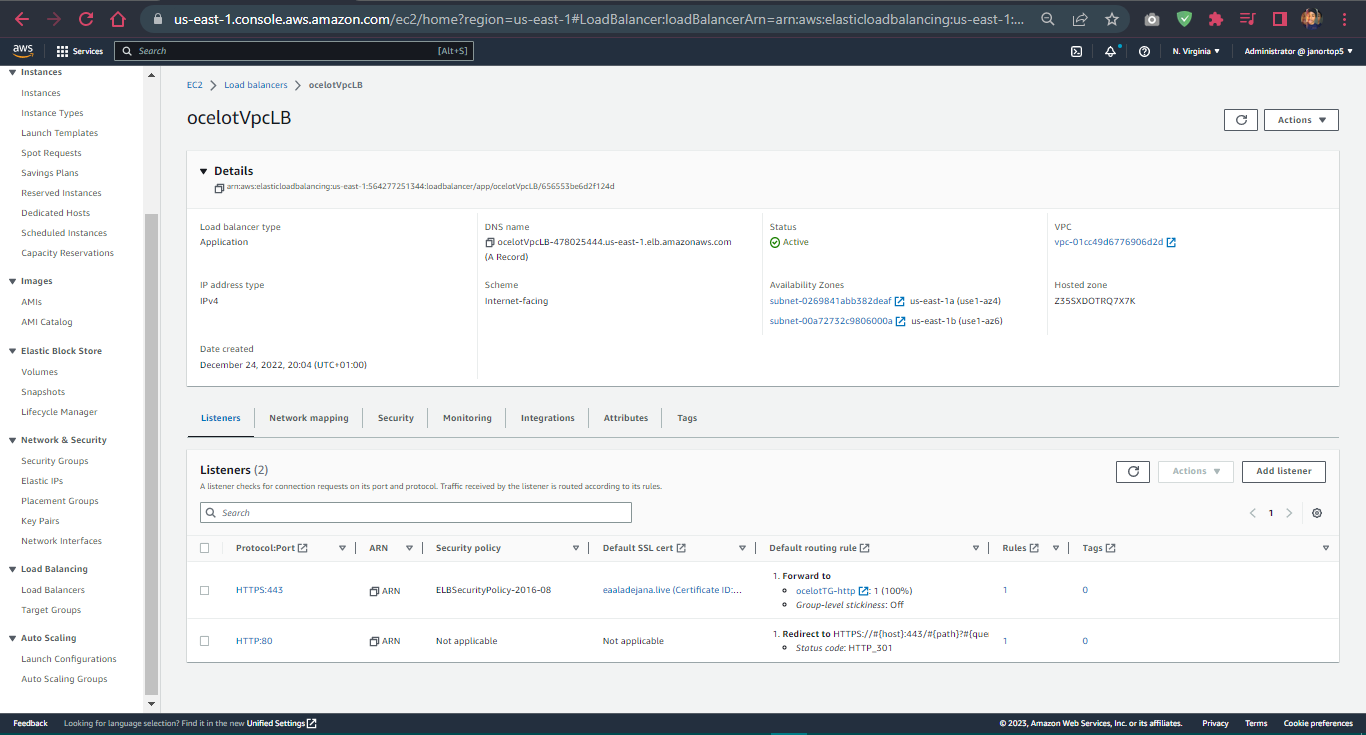 us-east-1.console.aws.amazon.com/ec2/home?region=us-east-1#LoadBalancer:loadBalancerArn=arn:aws:elasticloadbalancing:us-east-1:...
aws Services Search [Alt+S] N. Virginia Administrator @ janortop5
Instances
Instances
Instance Types
Launch Templates
Spot Requests
Savings Plans
Reserved Instances
Dedicated Hosts
Scheduled Instances
Capacity Reservations
Images
AMIs
AMI Catalog
Elastic Block Store
Volumes
Snapshots
Lifecycle Manager
Network & Security
Security Groups
Elastic IPs
Placement Groups
Key Pairs
Network Interfaces
Load Balancing
Load Balancers
Target Groups
Auto Scaling
Launch Configurations
Auto Scaling Groups
EC2 Load balancers ocelotVpcLB
ocelotVpcLB
Actions
Details
arn:aws:elasticloadbalancing:us-east-1:564277251344:loadbalancer/app/ocelotVpcLB/656553be6d2f124d
Load balancer type
Application
DNS name
ocelotVpcLB-478025444.us-east-1.elb.amazonaws.com
(A Record)
Status
Active
VPC
vpc-01cc49d6776906d2d
IP address type
IPv4
Scheme
Internet-facing
Availability Zones
subnet-0269841abb382deaf us-east-1a (use1-az4)
subnet-00a72732c9806000a us-east-1b (use1-az6)
Hosted zone
Z35SXDOTRQ7X7K
Date created
December 24, 2022, 20:04 (UTC+01:00)
Listeners Network mapping Security Monitoring Integrations Attributes Tags
Listeners (2)
A listener checks for connection requests on its port and protocol. Traffic received by the listener is routed according to its rules.
Actions Add listener
Search
1
Protocol:Port ARN Security policy Default SSL cert Default routing rule Rules Tags
HTTPS:443 ARN ELBSecurityPolicy-2016-08 eaaladejana.live (Certificate ID:...
1. Forward to
ocelotTG-http : 1 (100%)
Group-level stickiness: Off
1 0
HTTP:80 ARN Not applicable Not applicable
1. Redirect to HTTPS://#{host}:443/#{path}?#{que
Status code: HTTP_301
1 0
Feedback Looking for language selection? Find it in the new Unified Settings © 2023, Amazon Web Services, Inc. or its affiliates. Privacy Terms Cookie preferences